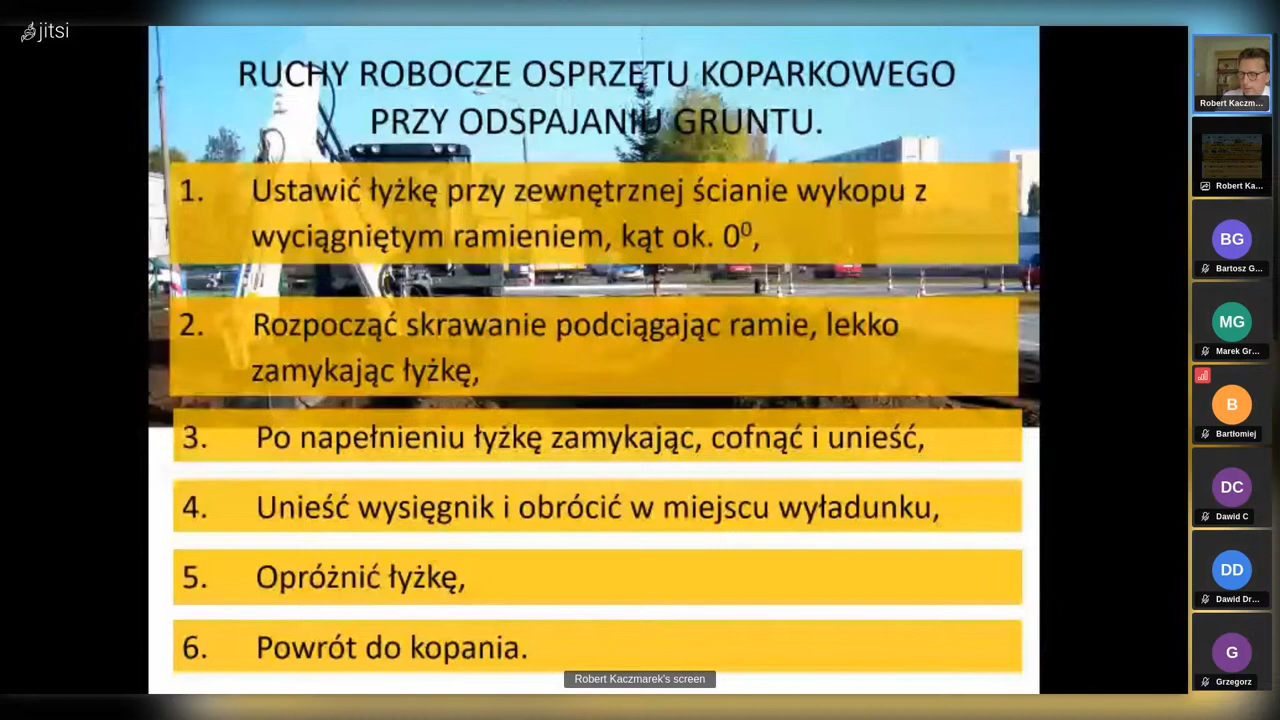 jitsi
RUCHY ROBOCZE OSPRZĘTU KOPARKOWEGO
PRZY ODSPAJANIU GRUNTU.
1. Ustawić łyżkę przy zewnętrznej ścianie wykopu z
wyciągniętym ramieniem, kąt ok. 0⁰,
2. Rozpocząć skrawanie podciągając ramie, lekko
zamykając łyżkę,
3. Po napełnieniu łyżkę zamykając, cofnąć i unieść,
4. Unieść wysięgnik i obrócić w miejscu wyładunku,
5. Opróżnić łyżkę,
6. Powrót do kopania.
Robert Kaczmarek's screen
Robert Kaczm...
Robert Ka...
BG
Bartosz G...
MG
Marek Gr...
B
Bartłomiej
DC
Dawid C
DD
Dawid Dr...
G
Grzegorz